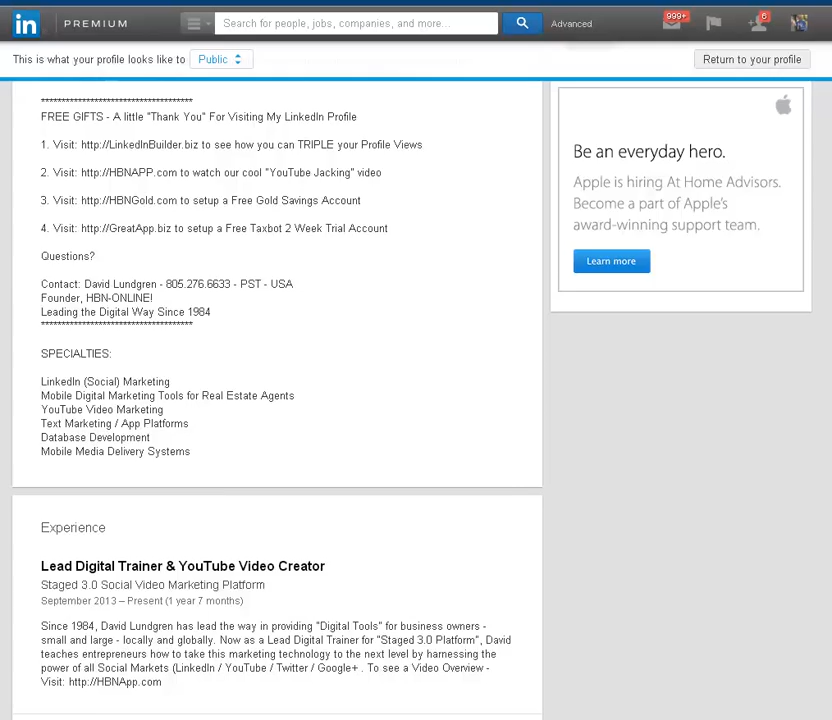 in PREMIUM Search for people, jobs, companies, and more... Advanced 999+ 6
This is what your profile looks like to Public Return to your profile
*************************************
FREE GIFTS - A little "Thank You" For Visiting My LinkedIn Profile
1. Visit: http://LinkedInBuilder.biz to see how you can TRIPLE your Profile Views
2. Visit: http://HBNAPP.com to watch our cool "YouTube Jacking" video
3. Visit: http://HBNGold.com to setup a Free Gold Savings Account
4. Visit: http://GreatApp.biz to setup a Free Taxbot 2 Week Trial Account
Questions?
Contact: David Lundgren - 805.276.6633 - PST - USA
Founder, HBN-ONLINE!
Leading the Digital Way Since 1984
*************************************
SPECIALTIES:
LinkedIn (Social) Marketing
Mobile Digital Marketing Tools for Real Estate Agents
YouTube Video Marketing
Text Marketing / App Platforms
Database Development
Mobile Media Delivery Systems
Experience
Lead Digital Trainer & YouTube Video Creator
Staged 3.0 Social Video Marketing Platform
September 2013 – Present (1 year 7 months)
Since 1984, David Lundgren has lead the way in providing "Digital Tools" for business owners -
small and large - locally and globally. Now as a Lead Digital Trainer for "Staged 3.0 Platform", David
teaches entrepreneurs how to take this marketing technology to the next level by harnessing the
power of all Social Markets (LinkedIn / YouTube / Twitter / Google+ . To see a Video Overview -
Visit: http://HBNApp.com
Be an everyday hero.
Apple is hiring At Home Advisors.
Become a part of Apple's
award-winning support team.
Learn more